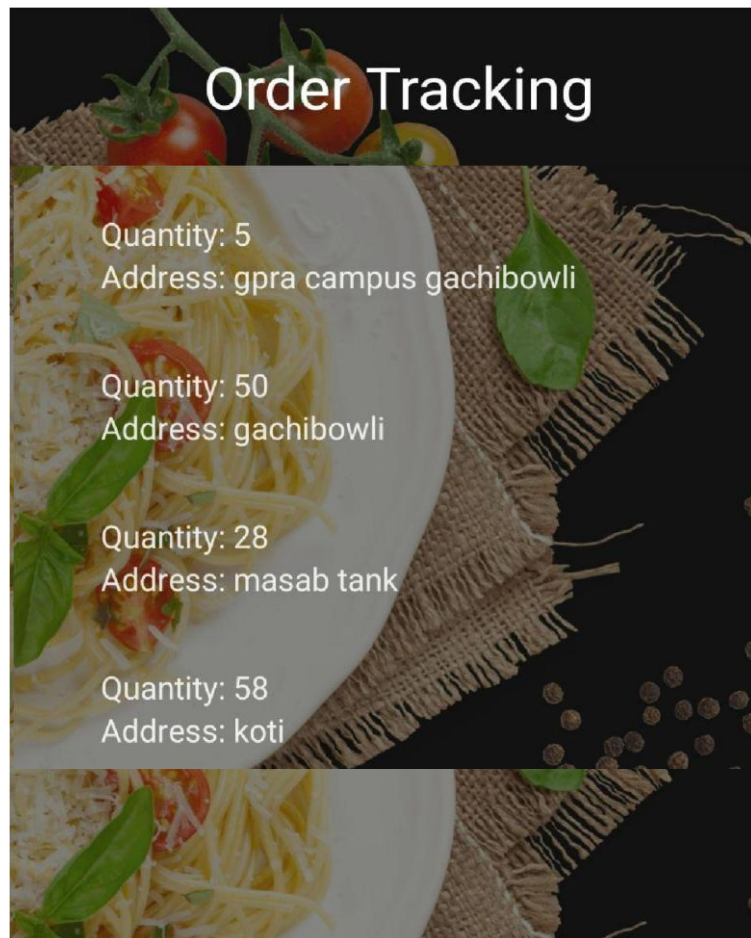 Order Tracking
Quantity: 5
Address: gpra campus gachibowli
Quantity: 50
Address: gachibowli
Quantity: 28
Address: masab tank
Quantity: 58
Address: koti